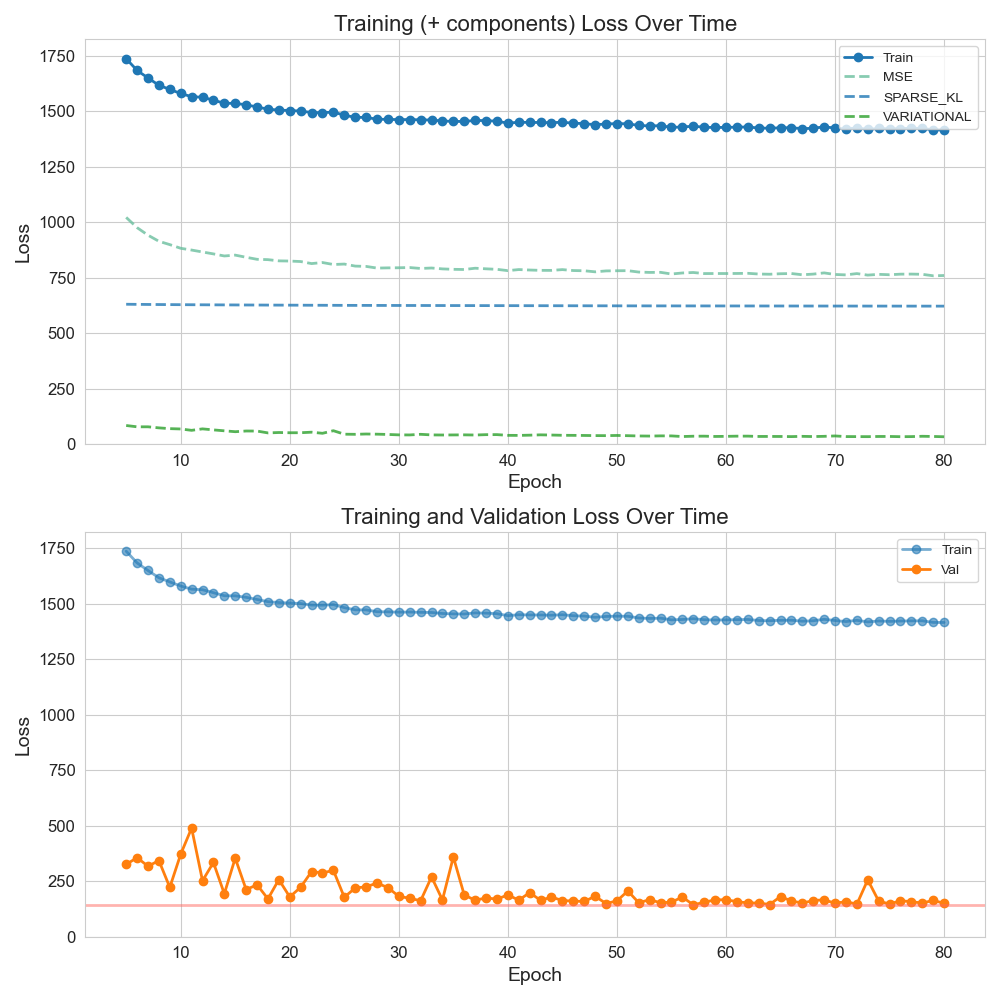 Training (+ components) Loss Over Time
1750
1500
1250
1000
750
500
250
0
Loss
Train
MSE
SPARSE_KL
VARIATIONAL
10 20 30 40 50 60 70 80
Epoch
Training and Validation Loss Over Time
1750
1500
1250
1000
750
500
250
0
Loss
Train
Val
10 20 30 40 50 60 70 80
Epoch